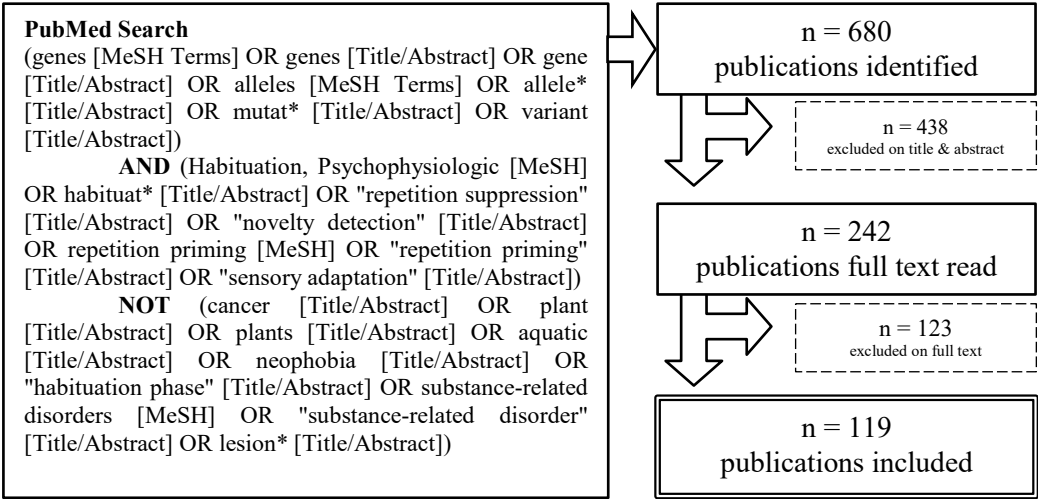 PubMed Search
(genes [MeSH Terms] OR genes [Title/Abstract] OR gene
[Title/Abstract] OR alleles [MeSH Terms] OR allele*
[Title/Abstract] OR mutat* [Title/Abstract] OR variant
[Title/Abstract])
AND (Habituation, Psychophysiologic [MeSH]
OR habituat* [Title/Abstract] OR "repetition suppression"
[Title/Abstract] OR "novelty detection" [Title/Abstract]
OR repetition priming [MeSH] OR "repetition priming"
[Title/Abstract] OR "sensory adaptation" [Title/Abstract])
NOT (cancer [Title/Abstract] OR plant
[Title/Abstract] OR plants [Title/Abstract] OR aquatic
[Title/Abstract] OR neophobia [Title/Abstract] OR
"habituation phase" [Title/Abstract] OR substance-related
disorders [MeSH] OR "substance-related disorder"
[Title/Abstract] OR lesion* [Title/Abstract])
n = 680
publications identified
n = 438
excluded on title & abstract
n = 242
publications full text read
n = 123
excluded on full text
n = 119
publications included